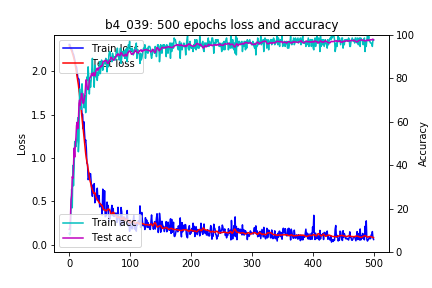 b4_039: 500 epochs loss and accuracy
Train loss
Test loss
Train acc
Test acc
Loss
Accuracy
2.0
1.5
1.0
0.5
0.0
100
80
60
40
20
0
0
100
200
300
400
500